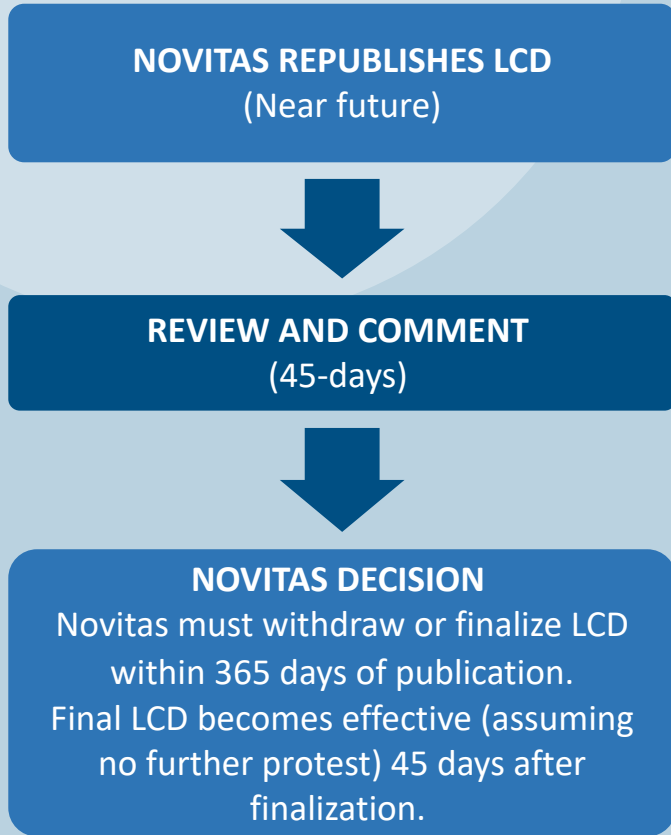 NOVITAS REPUBLISHES LCD
(Near future)
REVIEW AND COMMENT
(45-days)
NOVITAS DECISION
Novitas must withdraw or finalize LCD
within 365 days of publication.
Final LCD becomes effective (assuming
no further protest) 45 days after
finalization.